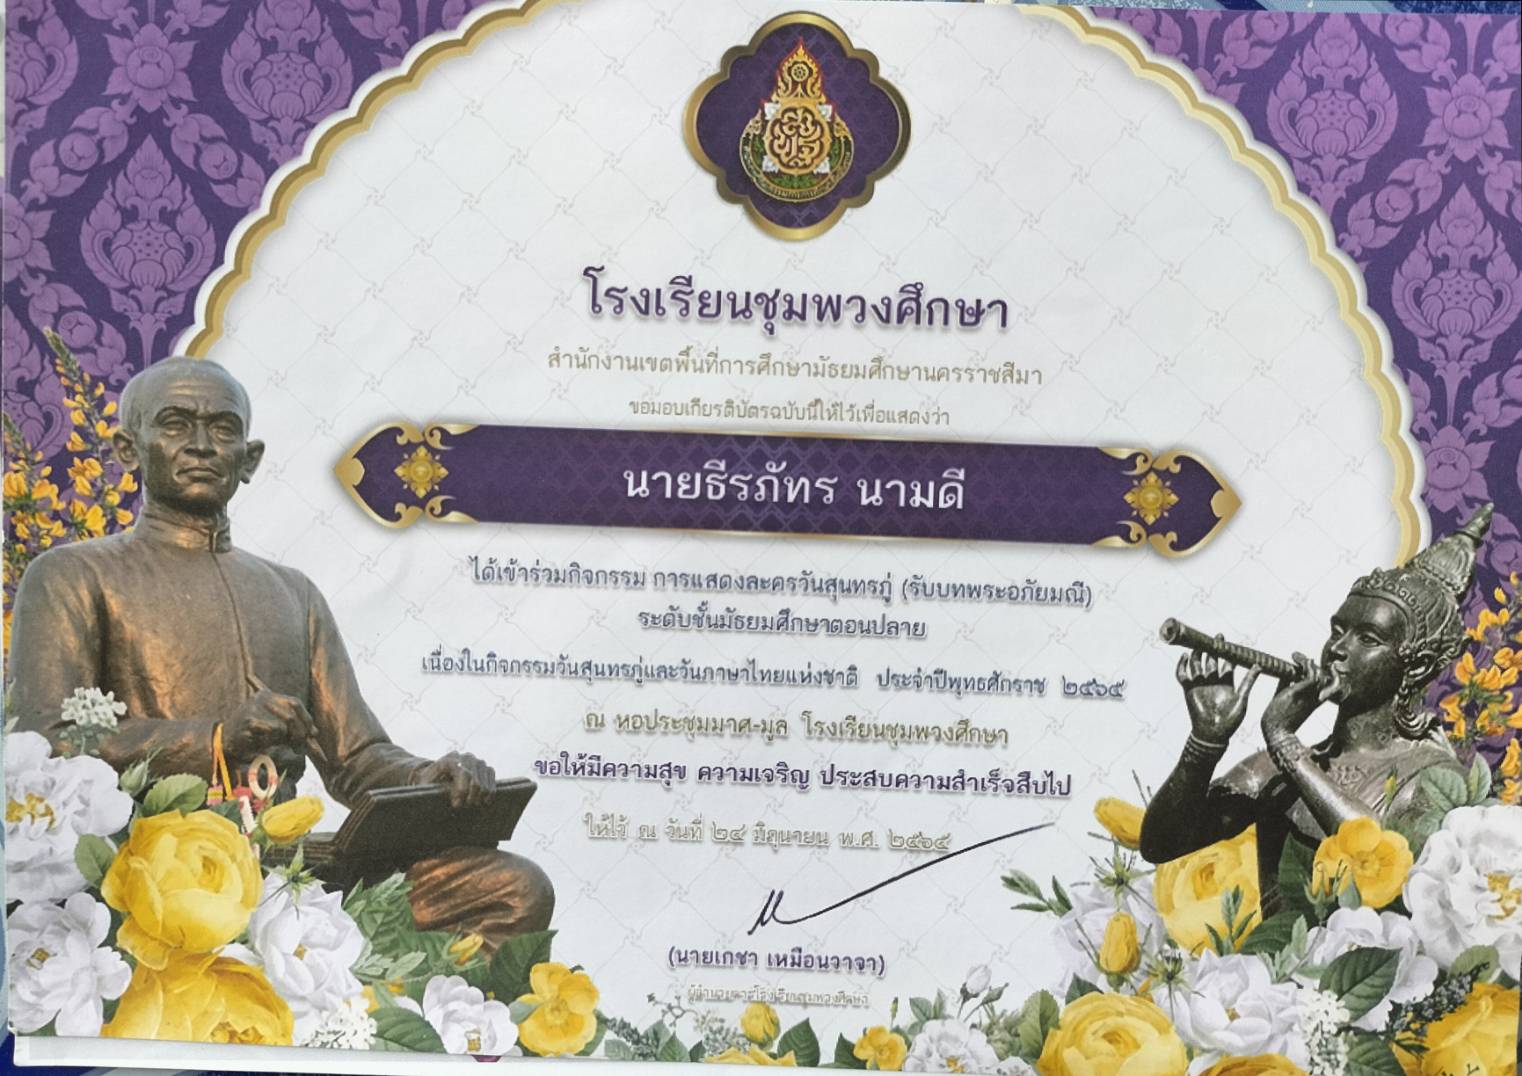 โรงเรียนชุมพวงศึกษา
สำนักงานเขตพื้นที่การศึกษามัธยมศึกษานครราชสีมา
ขอมอบเกียรติบัตรฉบับนี้ให้ไว้เพื่อแสดงว่า
นายธีรภัทร นามดี
ได้เข้าร่วมกิจกรรม การแสดงละครวันสุนทรภู่ (รับบทพระอภัยมณี)
ระดับชั้นมัธยมศึกษาตอนปลาย
เนื่องในกิจกรรมวันสุนทรภู่และวันภาษาไทยแห่งชาติ ประจำปีพุทธศักราช ๒๕๖๕
ณ หอประชุมมาศ-มูล โรงเรียนชุมพวงศึกษา
ขอให้มีความสุข ความเจริญ ประสบความสำเร็จสืบไป
ให้ไว้ ณ วันที่ ๒๔ มิถุนายน พ.ศ. ๒๕๖๕
(นายเกชา เหมือนวาจา)
ผู้อำนวยการโรงเรียนชุมพวงศึกษา